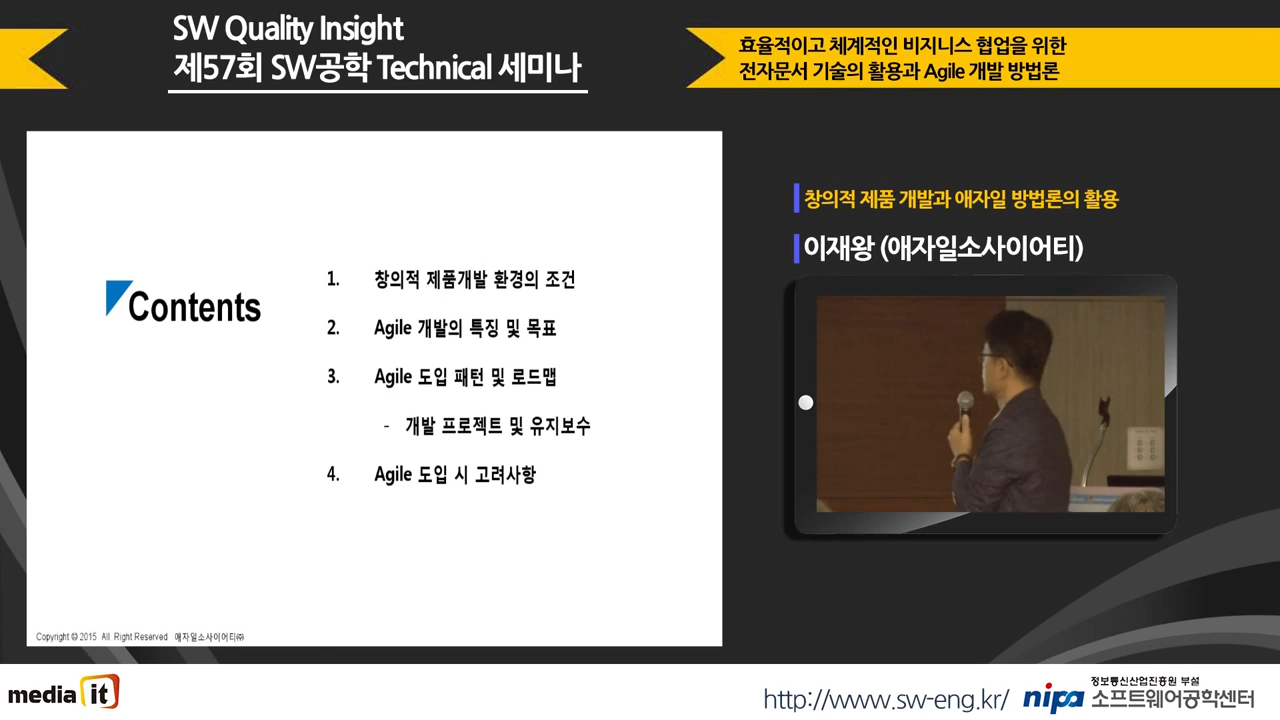 SW Quality Insight
제57회 SW공학 Technical 세미나
효율적이고 체계적인 비지니스 협업을 위한
전자문서 기술의 활용과 Agile 개발 방법론
창의적 제품 개발과 애자일 방법론의 활용
이재왕 (애자일소사이어티)
Contents
1. 창의적 제품개발 환경의 조건
2. Agile 개발의 특징 및 목표
3. Agile 도입 패턴 및 로드맵
- 개발 프로젝트 및 유지보수
4. Agile 도입 시 고려사항
Copyright © 2015 All Right Reserved 애자일소사이어티㈜
media it
http://www.sw-eng.kr/
nipa
정보통신산업진흥원 부설
소프트웨어공학센터